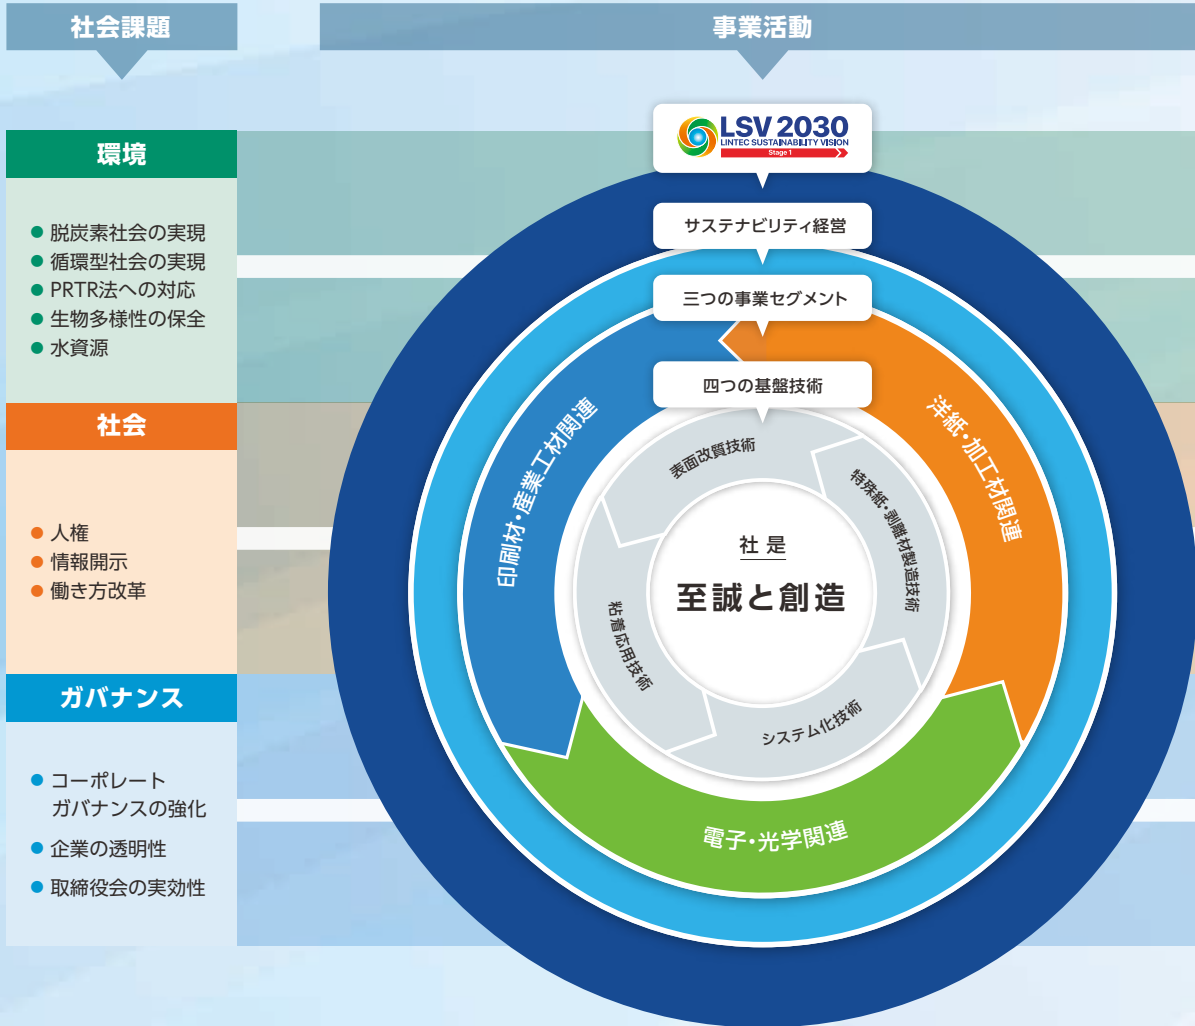 社会課題
事業活動
環境
脱炭素社会の実現
循環型社会の実現
PRTR法への対応
生物多様性の保全
水資源
社会
人権
情報開示
働き方改革
ガバナンス
コーポレート
ガバナンスの強化
企業の透明性
取締役会の実効性
LSV 2030
LINTEC SUSTAINABILITY VISION
Stage 1
サステナビリティ経営
三つの事業セグメント
四つの基盤技術
印刷材・産業工材関連
洋紙・加工材関連
電子・光学関連
表面改質技術
特殊紙・剥離材製造技術
システム化技術
粘着応用技術
社是
至誠と創造